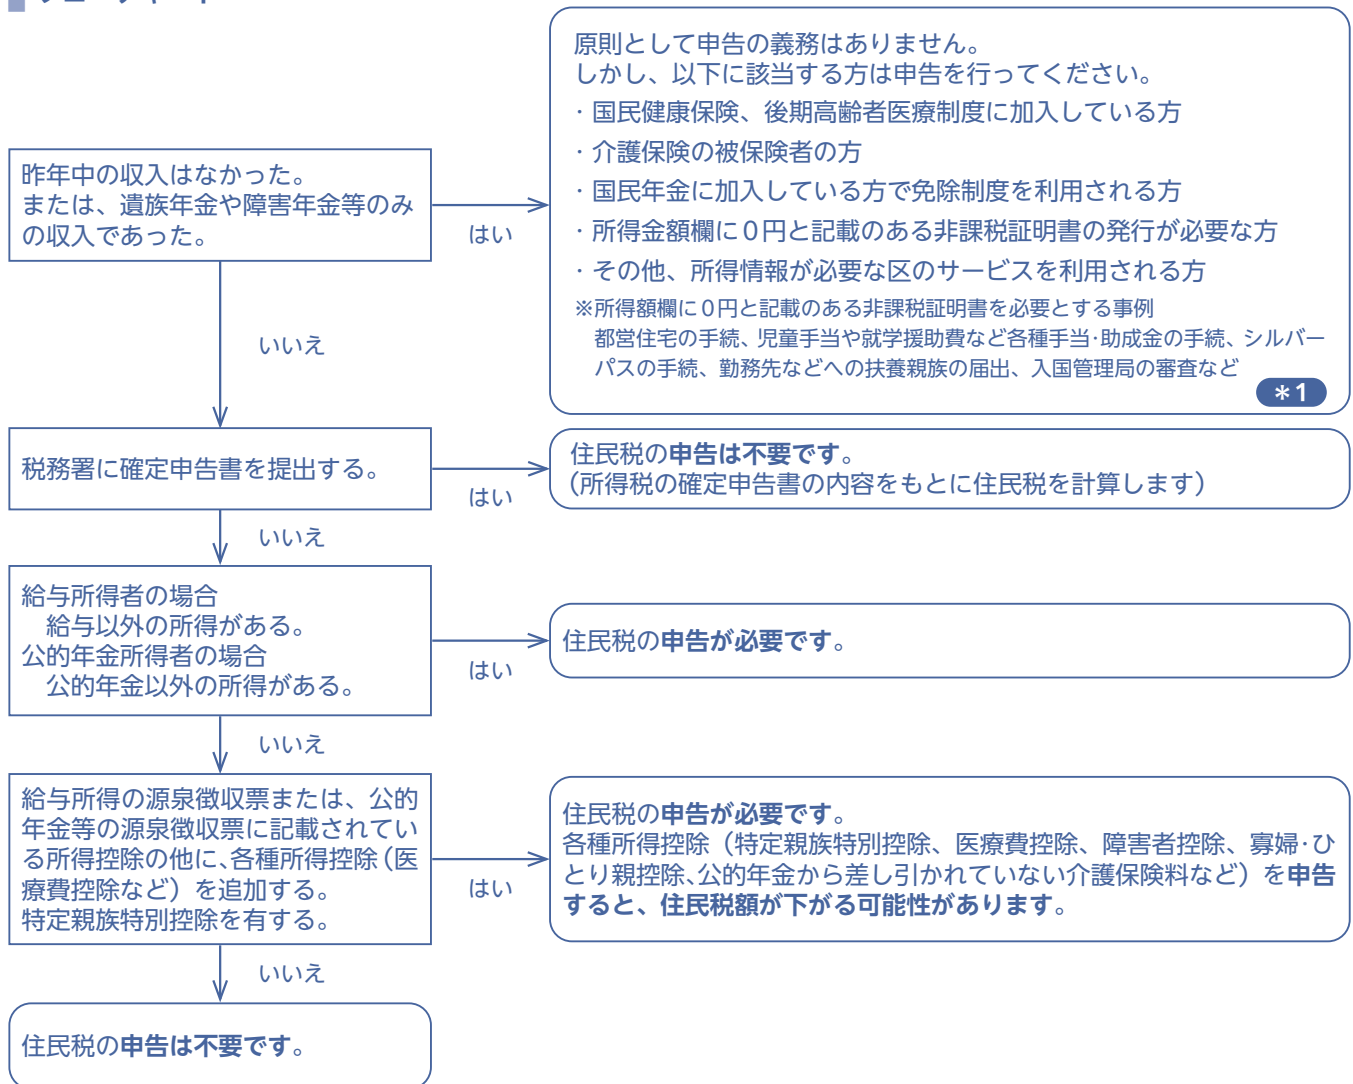 原則として申告の義務はありません。
しかし、以下に該当する方は申告を行ってください。
・国民健康保険、後期高齢者医療制度に加入している方
・介護保険の被保険者の方
・国民年金に加入している方で免除制度を利用される方
・所得金額欄に０円と記載のある非課税証明書の発行が必要な方
・その他、所得情報が必要な区のサービスを利用される方
※所得額欄に０円と記載のある非課税証明書を必要とする事例
都営住宅の手続、児童手当や就学援助費など各種手当・助成金の手続、シルバー
パスの手続、勤務先などへの扶養親族の届出、入国管理局の審査など
＊1
昨年中の収入はなかった。
または、遺族年金や障害年金等のみ
の収入であった。
はい
いいえ
税務署に確定申告書を提出する。
はい
住民税の申告は不要です。
（所得税の確定申告書の内容をもとに住民税を計算します）
いいえ
給与所得者の場合
給与以外の所得がある。
公的年金所得者の場合
公的年金以外の所得がある。
はい
住民税の申告が必要です。
いいえ
給与所得の源泉徴収票または、公的
年金等の源泉徴収票に記載されてい
る所得控除の他に、各種所得控除（医
療費控除など）を追加する。
特定親族特別控除を有する。
はい
住民税の申告が必要です。
各種所得控除（特定親族特別控除、医療費控除、障害者控除、寡婦・ひ
とり親控除、公的年金から差し引かれていない介護保険料など）を申告
すると、住民税額が下がる可能性があります。
いいえ
住民税の申告は不要です。